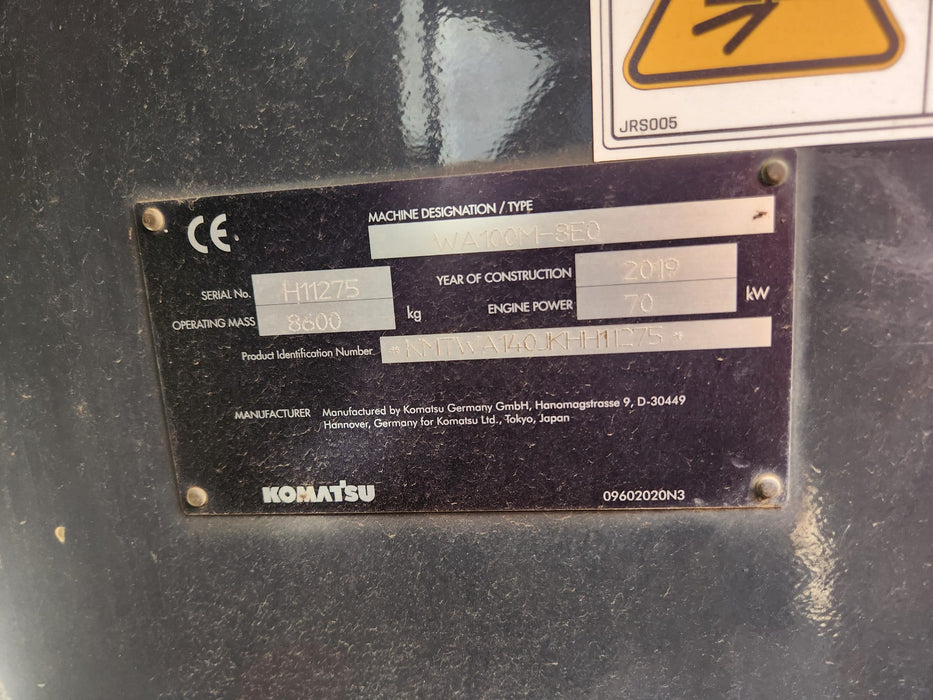 JRS005
CE
MACHINE DESIGNATION / TYPE WA100M-8E0
SERIAL No. H11275 YEAR OF CONSTRUCTION 2019
OPERATING MASS 8600 kg ENGINE POWER 70 kW
Product Identification Number *KMTWA140JKHH11275*
MANUFACTURER Manufactured by Komatsu Germany GmbH, Hanomagstrasse 9, D-30449
Hannover, Germany for Komatsu Ltd., Tokyo, Japan
KOMATSU 09602020N3